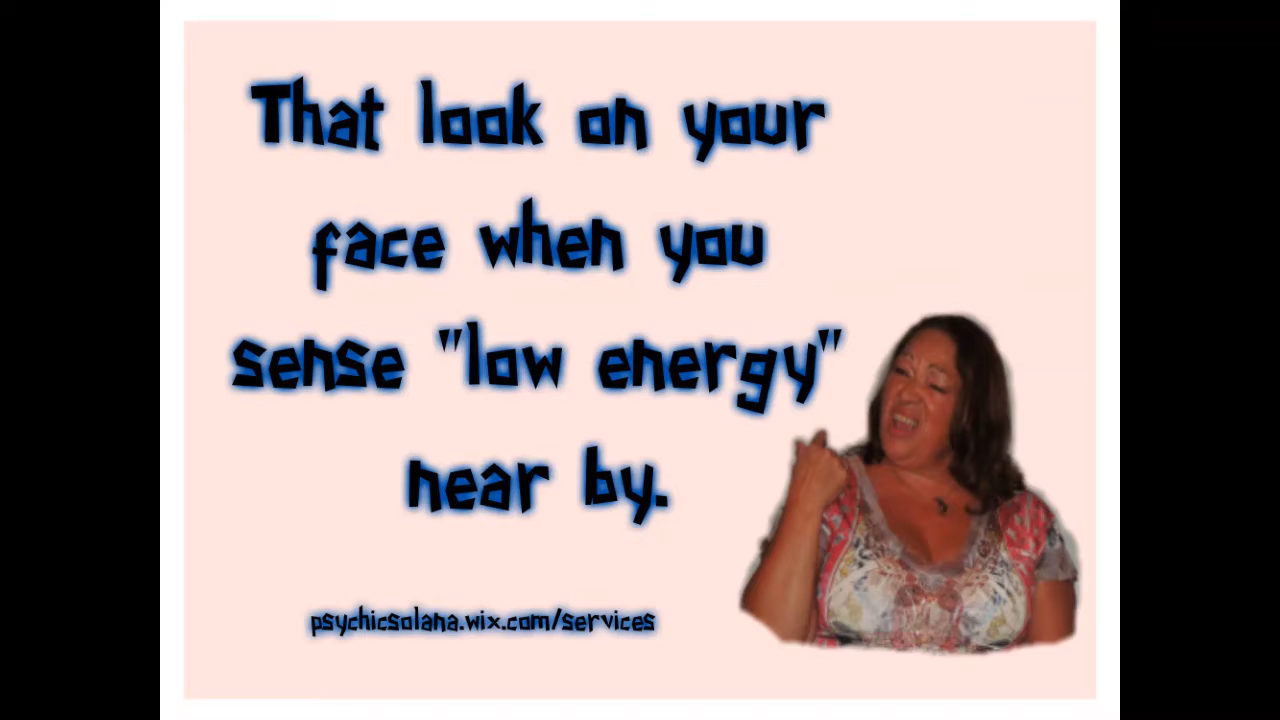 That look on your
face when you
sense "low energy"
near by.
psychicsolana.wix.com/services